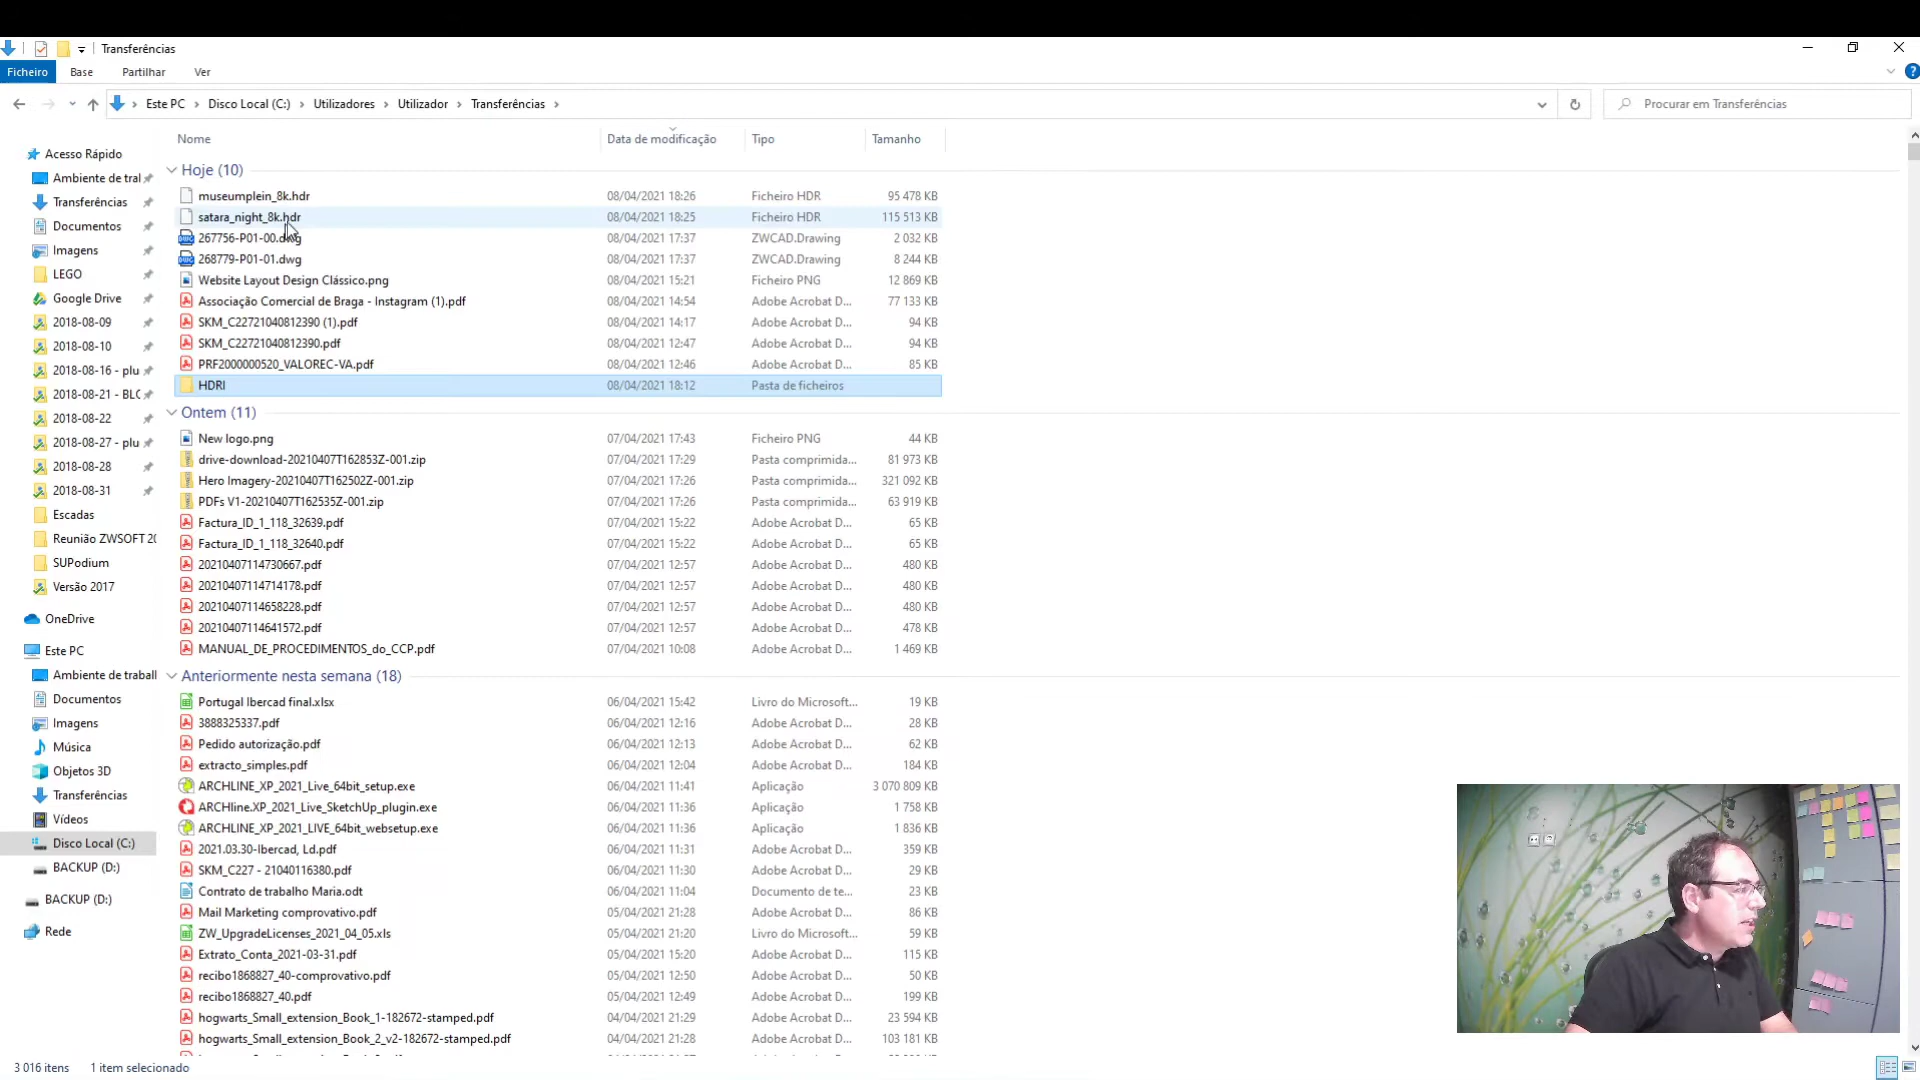 Transferências
Ficheiro Base Partilhar Ver
Este PC Disco Local (C:) Utilizadores Utilizador Transferências Procurar em Transferências
Nome Data de modificação Tipo Tamanho
Acesso Rápido
Ambiente de tral
Transferências
Documentos
Imagens
LEGO
Google Drive
2018-08-09
2018-08-10
2018-08-16 - plu
2018-08-21 - BLC
2018-08-22
2018-08-27 - plu
2018-08-28
2018-08-31
Escadas
Reunião ZWSOFT 20
SUPodium
Versão 2017
OneDrive
Este PC
Ambiente de traball
Documentos
Imagens
Música
Objetos 3D
Transferências
Vídeos
Disco Local (C:)
BACKUP (D:)
BACKUP (D:)
Rede
Hoje (10)
museumplein_8k.hdr 08/04/2021 18:26 Ficheiro HDR 95 478 KB
satara_night_8k.hdr 08/04/2021 18:25 Ficheiro HDR 115 513 KB
267756-P01-00.dwg 08/04/2021 17:37 ZWCAD.Drawing 2 032 KB
268779-P01-01.dwg 08/04/2021 17:37 ZWCAD.Drawing 8 244 KB
Website Layout Design Clássico.png 08/04/2021 15:21 Ficheiro PNG 12 869 KB
Associação Comercial de Braga - Instagram (1).pdf 08/04/2021 14:54 Adobe Acrobat D... 77 133 KB
SKM_C22721040812390 (1).pdf 08/04/2021 14:17 Adobe Acrobat D... 94 KB
SKM_C22721040812390.pdf 08/04/2021 12:47 Adobe Acrobat D... 94 KB
PRF2000000520_VALOREC-VA.pdf 08/04/2021 12:46 Adobe Acrobat D... 85 KB
HDRI 08/04/2021 18:12 Pasta de ficheiros
Ontem (11)
New logo.png 07/04/2021 17:43 Ficheiro PNG 44 KB
drive-download-20210407T162853Z-001.zip 07/04/2021 17:29 Pasta comprimida... 81 973 KB
Hero Imagery-20210407T162502Z-001.zip 07/04/2021 17:26 Pasta comprimida... 321 092 KB
PDFs V1-20210407T162535Z-001.zip 07/04/2021 17:26 Pasta comprimida... 63 919 KB
Factura_ID_1_118_32639.pdf 07/04/2021 15:22 Adobe Acrobat D... 65 KB
Factura_ID_1_118_32640.pdf 07/04/2021 15:22 Adobe Acrobat D... 65 KB
20210407114730667.pdf 07/04/2021 12:57 Adobe Acrobat D... 480 KB
20210407114714178.pdf 07/04/2021 12:57 Adobe Acrobat D... 480 KB
20210407114658228.pdf 07/04/2021 12:57 Adobe Acrobat D... 480 KB
20210407114641572.pdf 07/04/2021 12:57 Adobe Acrobat D... 478 KB
MANUAL_DE_PROCEDIMENTOS_do_CCP.pdf 07/04/2021 10:08 Adobe Acrobat D... 1 469 KB
Anteriormente nesta semana (18)
Portugal Ibercad final.xlsx 06/04/2021 15:42 Livro do Microsoft... 19 KB
3888325337.pdf 06/04/2021 12:16 Adobe Acrobat D... 28 KB
Pedido autorização.pdf 06/04/2021 12:13 Adobe Acrobat D... 62 KB
extracto_simples.pdf 06/04/2021 12:04 Adobe Acrobat D... 184 KB
ARCHLINE_XP_2021_Live_64bit_setup.exe 06/04/2021 11:41 Aplicação 3 070 809 KB
ARCHline.XP_2021_Live_SketchUp_plugin.exe 06/04/2021 11:36 Aplicação 1 758 KB
ARCHLINE_XP_2021_LIVE_64bit_websetup.exe 06/04/2021 11:36 Aplicação 1 836 KB
2021.03.30-Ibercad, Ld.pdf 06/04/2021 11:31 Adobe Acrobat D... 359 KB
SKM_C227 - 21040116380.pdf 06/04/2021 11:30 Adobe Acrobat D... 29 KB
Contrato de trabalho Maria.odt 06/04/2021 11:04 Documento de te... 23 KB
Mail Marketing comprovativo.pdf 05/04/2021 21:28 Adobe Acrobat D... 86 KB
ZW_UpgradeLicenses_2021_04_05.xls 05/04/2021 21:20 Livro do Microsoft... 59 KB
Extrato_Conta_2021-03-31.pdf 05/04/2021 15:20 Adobe Acrobat D... 115 KB
recibo1868827_40-comprovativo.pdf 05/04/2021 12:50 Adobe Acrobat D... 50 KB
recibo1868827_40.pdf 05/04/2021 12:49 Adobe Acrobat D... 199 KB
hogwarts_Small_extension_Book_1-182672-stamped.pdf 04/04/2021 21:29 Adobe Acrobat D... 23 594 KB
hogwarts_Small_extension_Book_2_v2-182672-stamped.pdf 04/04/2021 21:28 Adobe Acrobat D... 103 181 KB
3 016 itens 1 item selecionado